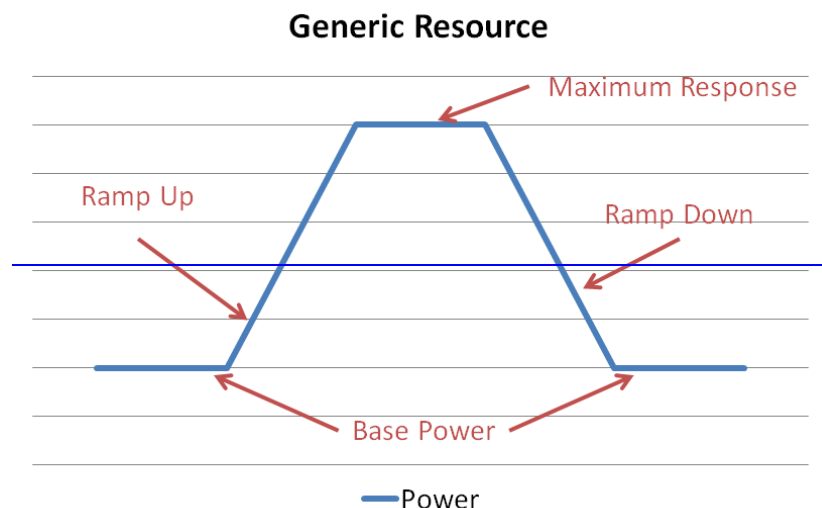 Generic Resource
Maximum Response
Ramp Up
Ramp Down
Base Power
Power